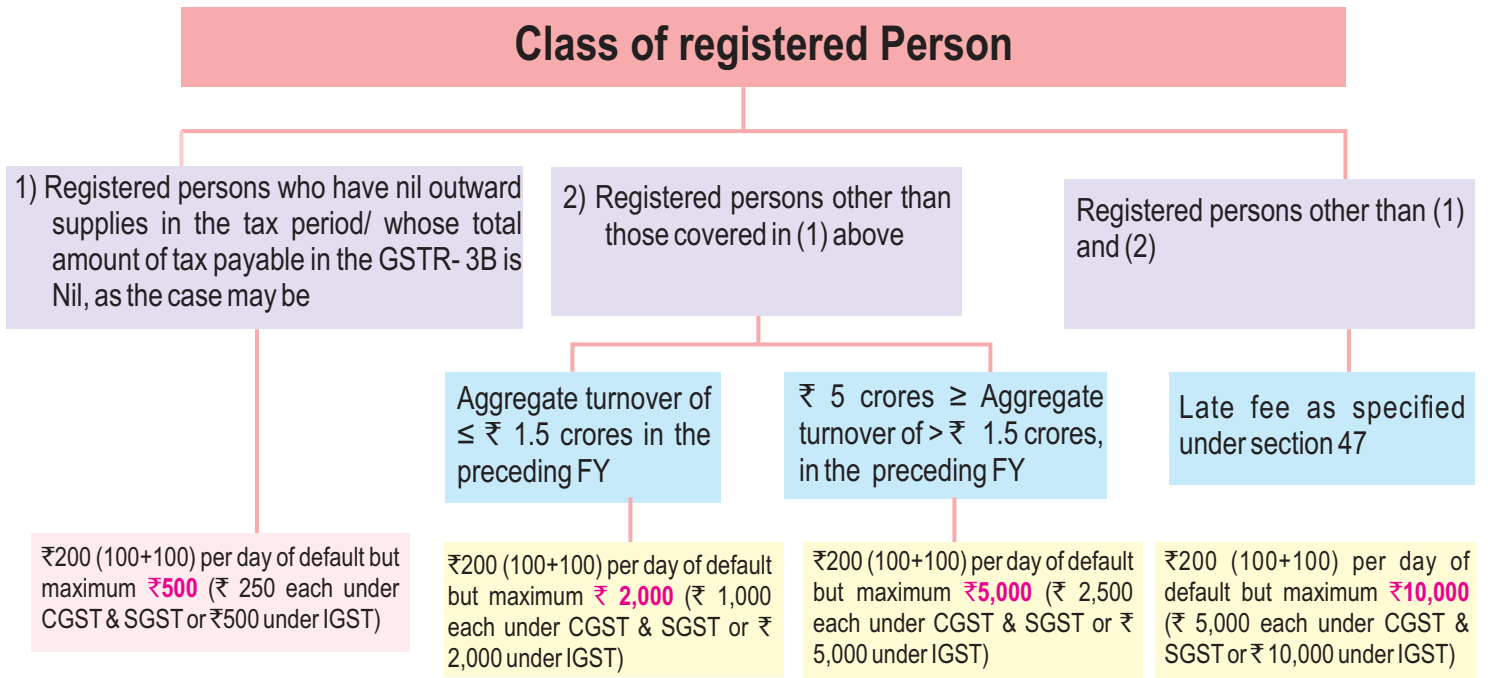 Class of registered Person
1) Registered persons who have nil outward
supplies in the tax period/ whose total
amount of tax payable in the GSTR- 3B is
Nil, as the case may be
2) Registered persons other than
those covered in (1) above
Registered persons other than (1)
and (2)
Aggregate turnover of
≤ ₹ 1.5 crores in the
preceding FY
₹ 5 crores ≥ Aggregate
turnover of > ₹ 1.5 crores,
in the preceding FY
Late fee as specified
under section 47
₹200 (100+100) per day of default but
maximum ₹500 (₹ 250 each under
CGST & SGST or ₹500 under IGST)
₹200 (100+100) per day of default
but maximum ₹ 2,000 (₹ 1,000
each under CGST & SGST or ₹
2,000 under IGST)
₹200 (100+100) per day of default
but maximum ₹5,000 (₹ 2,500
each under CGST & SGST or ₹
5,000 under IGST)
₹200 (100+100) per day of
default but maximum ₹10,000
(₹ 5,000 each under CGST &
SGST or ₹ 10,000 under IGST)